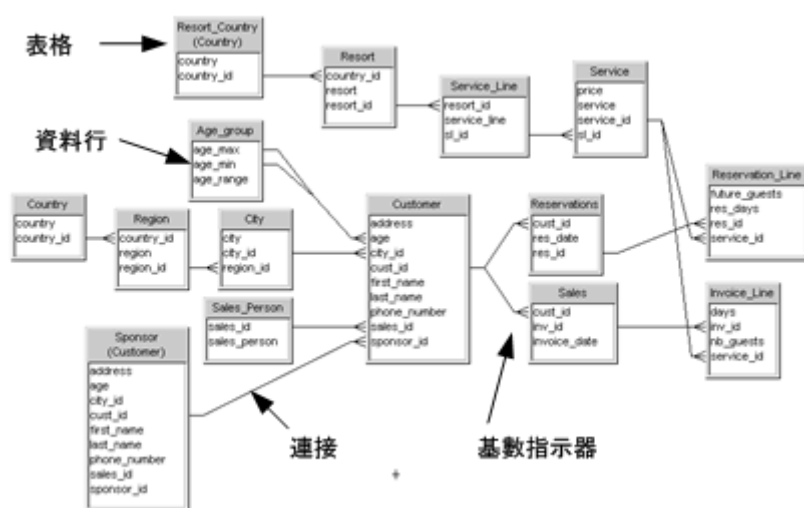 表格
Resort_Country
(Country)
country
country_id
Resort
country_id
resort
resort_id
Service_Line
resort_id
service_line
sl_id
Service
price
service
service_id
sl_id
資料行
Age_group
age_max
age_min
age_range
Country
country
country_id
Region
country_id
region
region_id
City
city
city_id
region_id
Customer
address
age
city_id
cust_id
first_name
last_name
phone_number
sales_id
sponsor_id
Reservations
cust_id
res_date
res_id
Reservation_Line
future_guests
res_days
res_id
service_id
Sales_Person
sales_id
sales_person
Sales
cust_id
inv_id
invoice_date
Invoice_Line
days
inv_id
nb_guests
service_id
Sponsor
(Customer)
address
age
city_id
cust_id
first_name
last_name
phone_number
sales_id
sponsor_id
連接
基數指示器